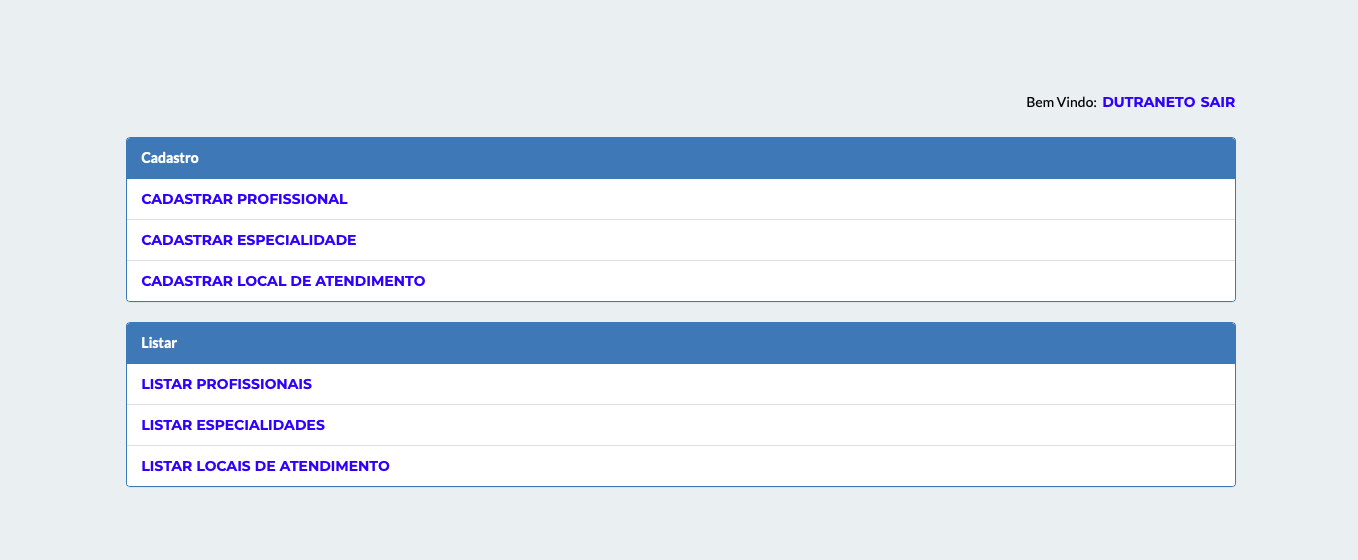 Bem Vindo: DUTRANETO SAIR
Cadastro
CADASTRAR PROFISSIONAL
CADASTRAR ESPECIALIDADE
CADASTRAR LOCAL DE ATENDIMENTO
Listar
LISTAR PROFISSIONAIS
LISTAR ESPECIALIDADES
LISTAR LOCAIS DE ATENDIMENTO